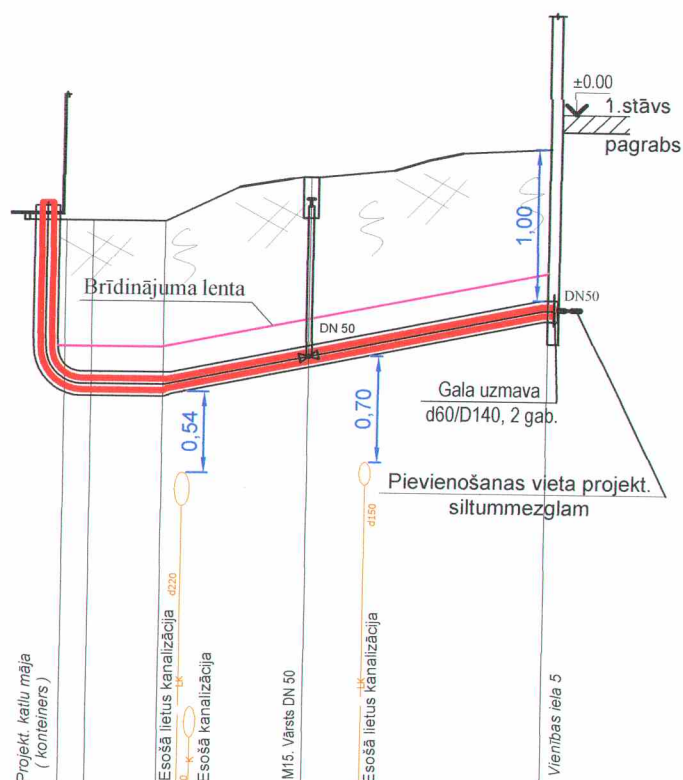 ±0.00
1.stāvs
pagrabs
1,00
Brīdinājuma lenta
DN 50
DN50
0,54
0,70
Gala uzmava
d60/D140, 2 gab.
Pievienošanas vieta projekt.
siltummezglam
d220
d150
LK
LK
K
Projekt. katlu māja
( konteiners )
Esošā lietus kanalizācija
Esošā kanalizācija
M15. Vārsts DN 50
Esošā lietus kanalizācija
Vienības iela 5